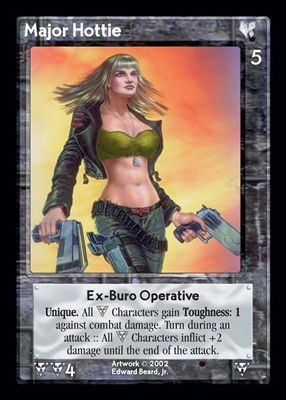 Major Hottie
5
Ex-Buro Operative
Unique. All Characters gain Toughness: 1
against combat damage. Turn during an
attack :: All Characters inflict +2
damage until the end of the attack.
4
Artwork © 2002
Edward Beard, Jr.